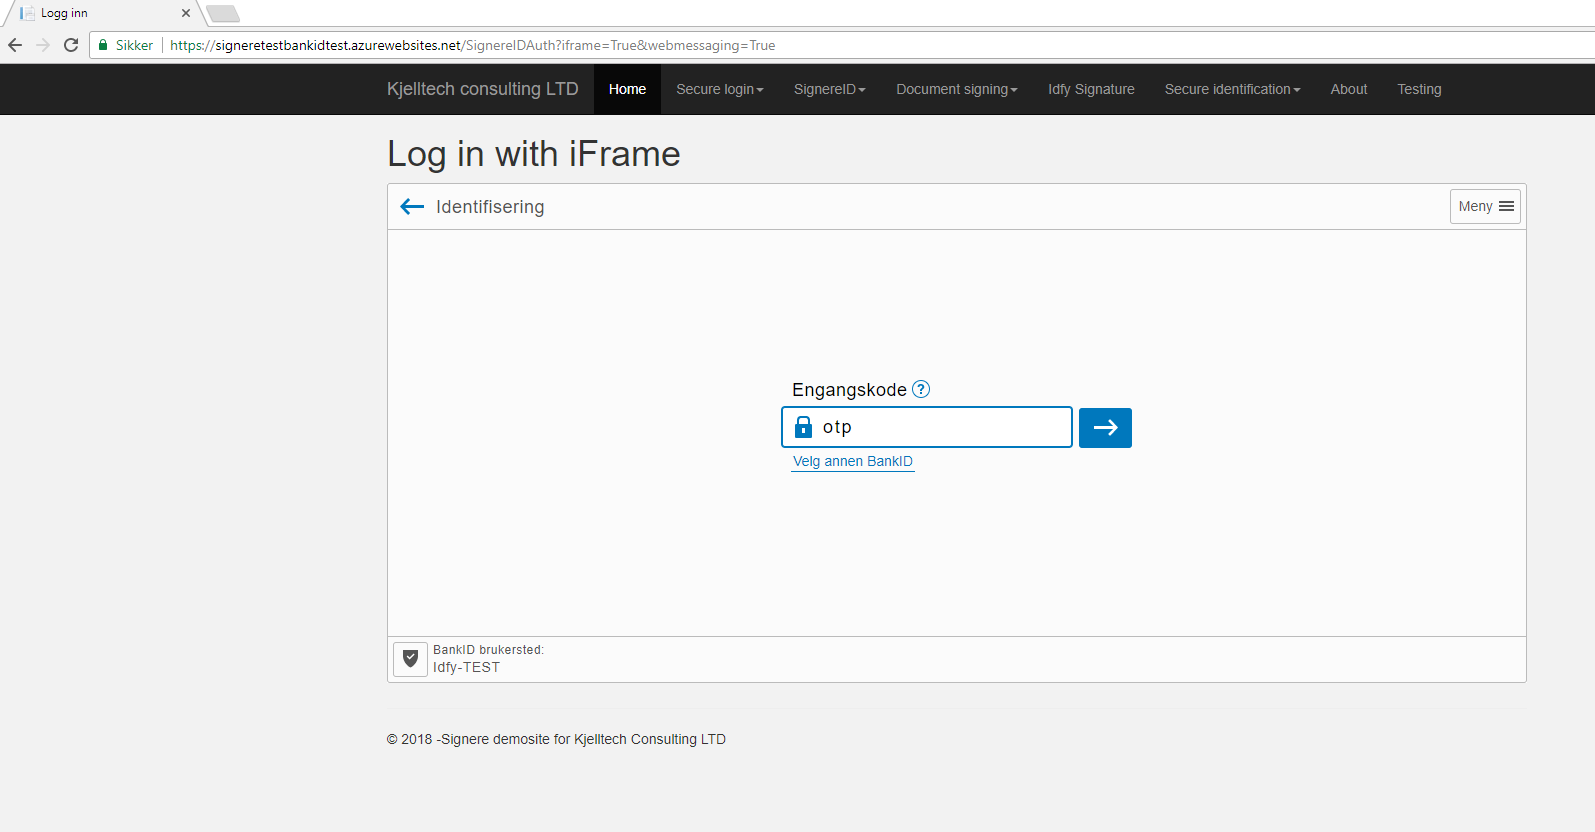 Logg inn
Sikker https://signeretestbankidtest.azurewebsites.net/SignereIDAuth?iframe=True&webmessaging=True
Kjelltech consulting LTD Home Secure login SignereID Document signing Idfy Signature Secure identification About Testing
Log in with iFrame
Identifisering Meny
Engangskode ?
otp
Velg annen BankID
BankID brukersted:
Idfy-TEST
© 2018 -Signere demosite for Kjelltech Consulting LTD